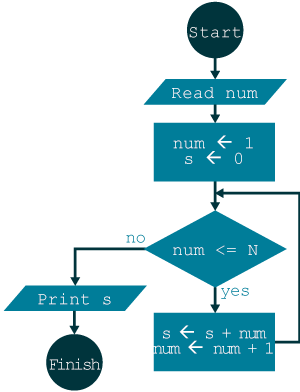 Start
Read num
num ← 1
s ← 0
num <= N
no
yes
Print s
s ← s + num
num ← num + 1
Finish